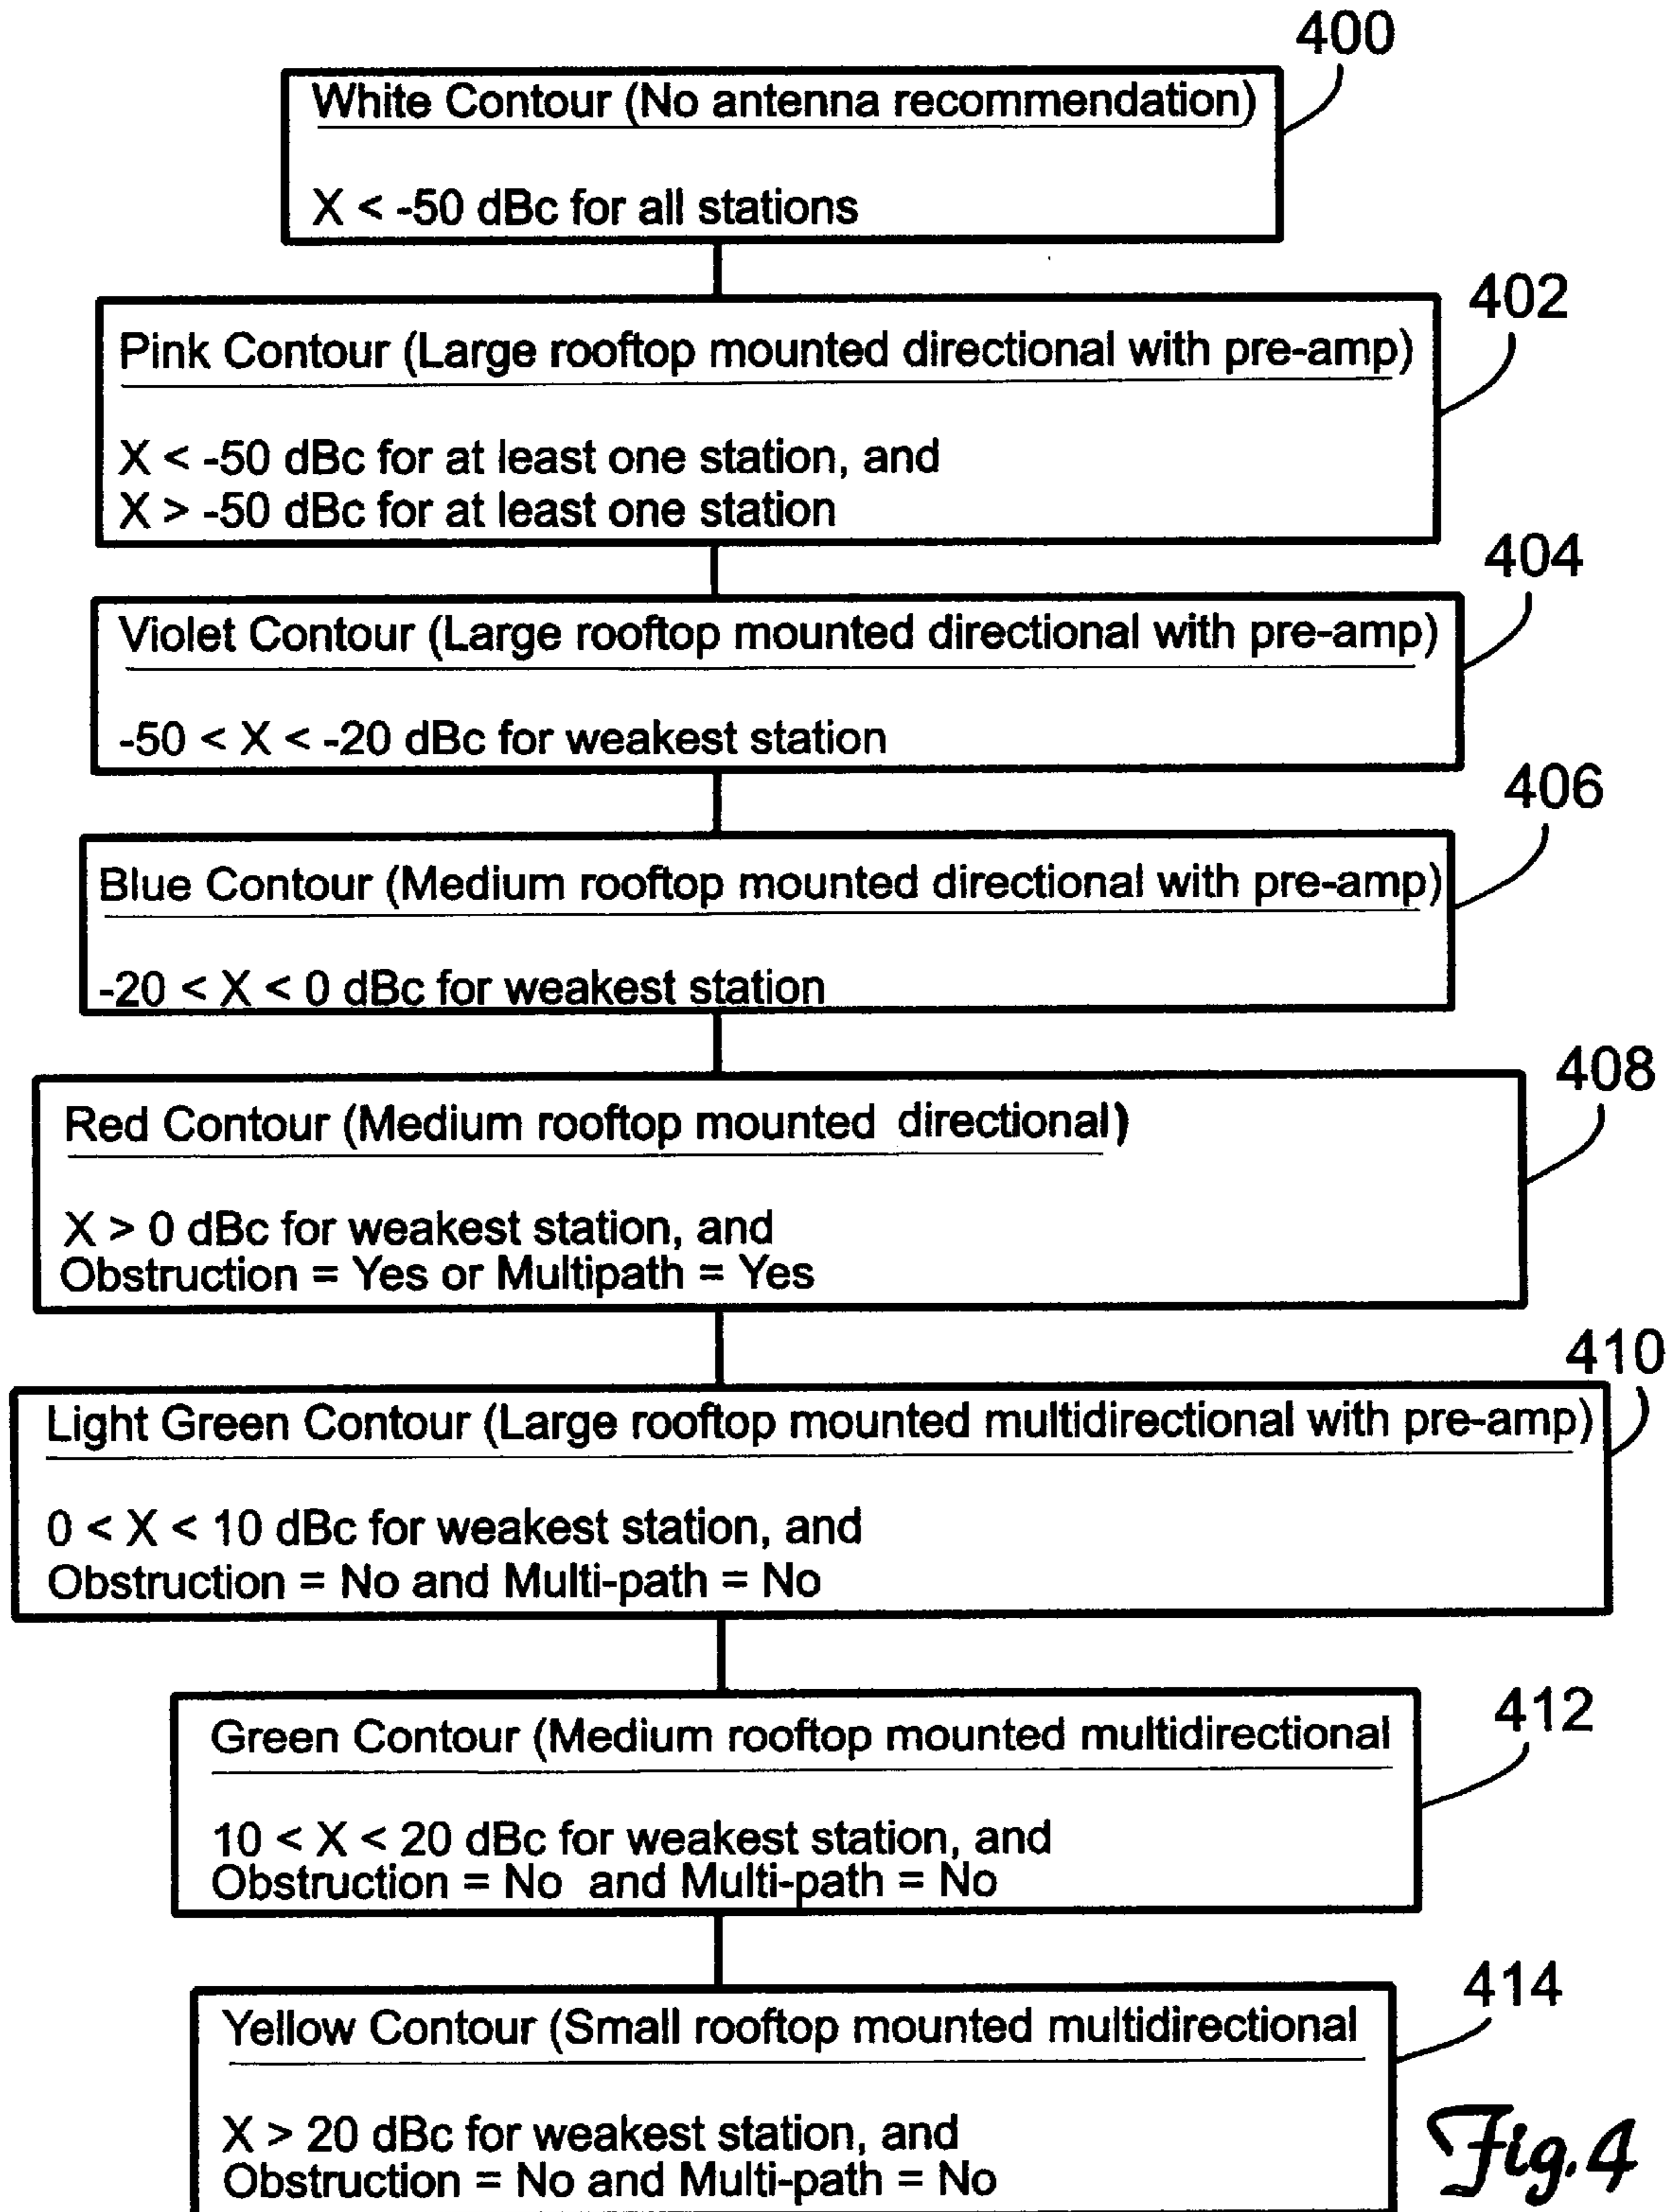 400
White Contour (No antenna recommendation)
X < -50 dBc for all stations
402
Pink Contour (Large rooftop mounted directional with pre-amp)
X < -50 dBc for at least one station, and
X > -50 dBc for at least one station
404
Violet Contour (Large rooftop mounted directional with pre-amp)
-50 < X < -20 dBc for weakest station
406
Blue Contour (Medium rooftop mounted directional with pre-amp)
-20 < X < 0 dBc for weakest station
408
Red Contour (Medium rooftop mounted directional)
X > 0 dBc for weakest station, and
Obstruction = Yes or Multipath = Yes
410
Light Green Contour (Large rooftop mounted multidirectional with pre-amp)
0 < X < 10 dBc for weakest station, and
Obstruction = No and Multi-path = No
412
Green Contour (Medium rooftop mounted multidirectional
10 < X < 20 dBc for weakest station, and
Obstruction = No and Multi-path = No
414
Yellow Contour (Small rooftop mounted multidirectional
X > 20 dBc for weakest station, and
Obstruction = No and Multi-path = No
Fig.4